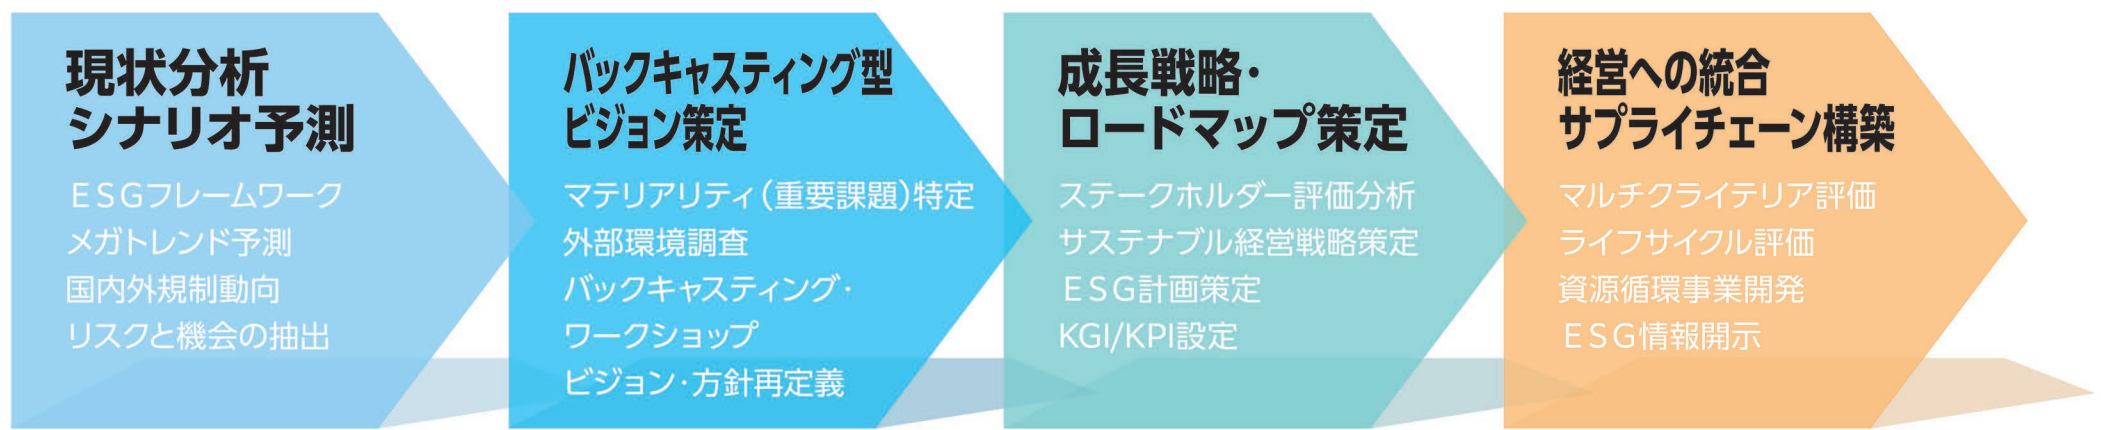 現状分析
シナリオ予測
ESGフレームワーク
メガトレンド予測
国内外規制動向
リスクと機会の抽出
バックキャスティング型
ビジョン策定
マテリアリティ(重要課題)特定
外部環境調査
バックキャスティング・
ワークショップ
ビジョン・方針再定義
成長戦略・
ロードマップ策定
ステークホルダー評価分析
サステナブル経営戦略策定
ESG計画策定
KGI/KPI設定
経営への統合
サプライチェーン構築
マルチクライテリア評価
ライフサイクル評価
資源循環事業開発
ESG情報開示